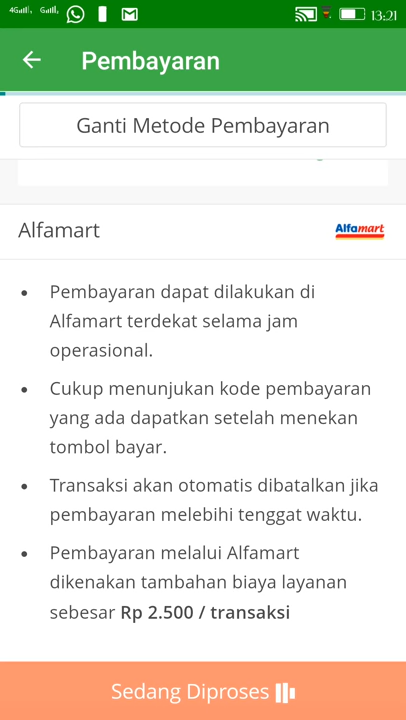 4G Gatll 13:21
Pembayaran
Ganti Metode Pembayaran
Alfamart Alfamart
Pembayaran dapat dilakukan di
Alfamart terdekat selama jam
operasional.
Cukup menunjukan kode pembayaran
yang ada dapatkan setelah menekan
tombol bayar.
Transaksi akan otomatis dibatalkan jika
pembayaran melebihi tenggat waktu.
Pembayaran melalui Alfamart
dikenakan tambahan biaya layanan
sebesar Rp 2.500 / transaksi
Sedang Diproses